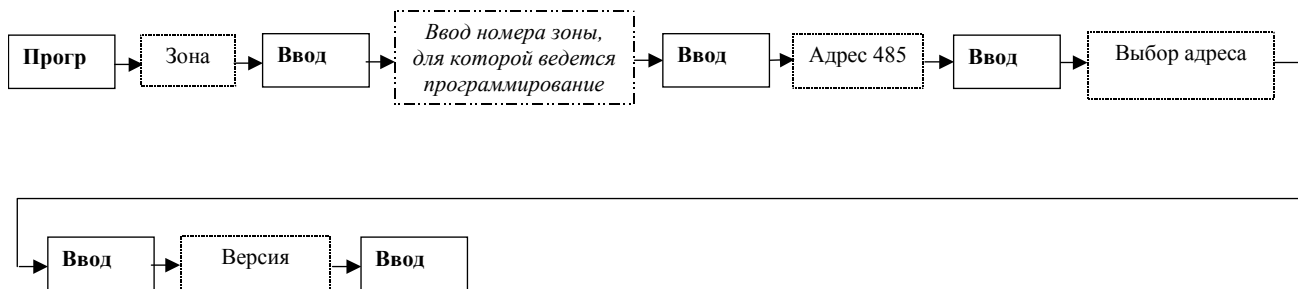 Прогр
Зона
Ввод
Ввод номера зоны,
для которой ведется
программирование
Ввод
Адрес 485
Ввод
Выбор адреса
Ввод
Версия
Ввод